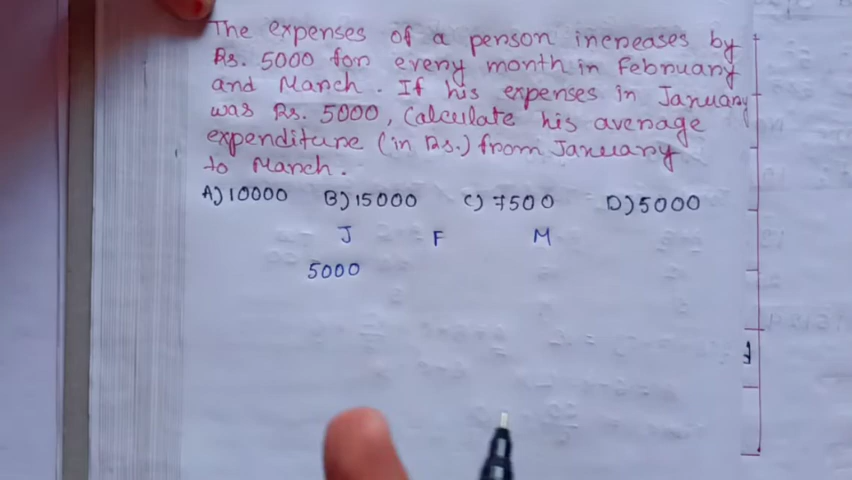 The expenses of a person increases by
Rs. 5000 for every month in February
and March. If his expenses in January
was Rs. 5000, Calculate his average
expenditure (in Rs.) from January
to March.
A) 10000 B) 15000 C) 7500 D) 5000
J F M
5000